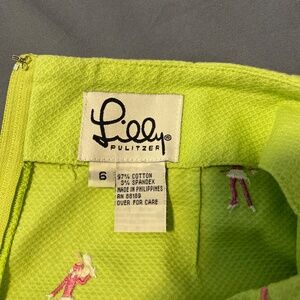 Lilly®
PULITZER
6
97% COTTON
3% SPANDEX
MADE IN PHILIPPINES
RN 88189
OVER FOR CARE